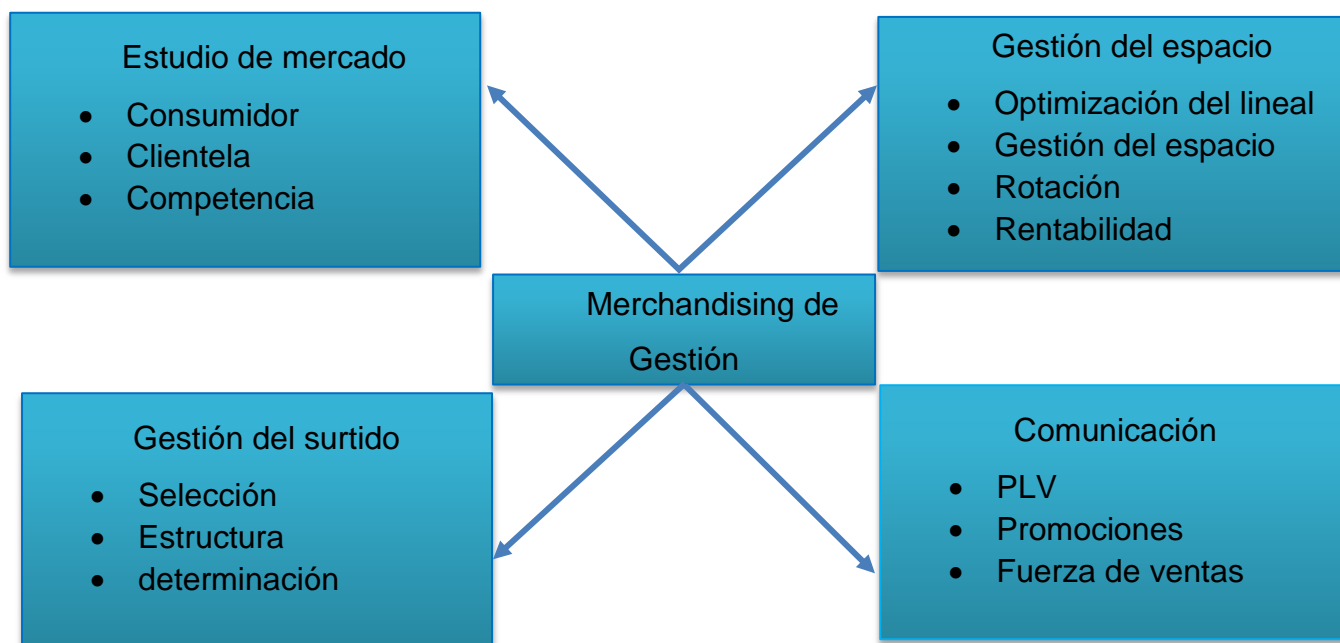 Estudio de mercado
• Consumidor
• Clientela
• Competencia
Gestión del espacio
• Optimización del lineal
• Gestión del espacio
• Rotación
• Rentabilidad
Merchandising de
Gestión
Gestión del surtido
• Selección
• Estructura
• determinación
Comunicación
• PLV
• Promociones
• Fuerza de ventas